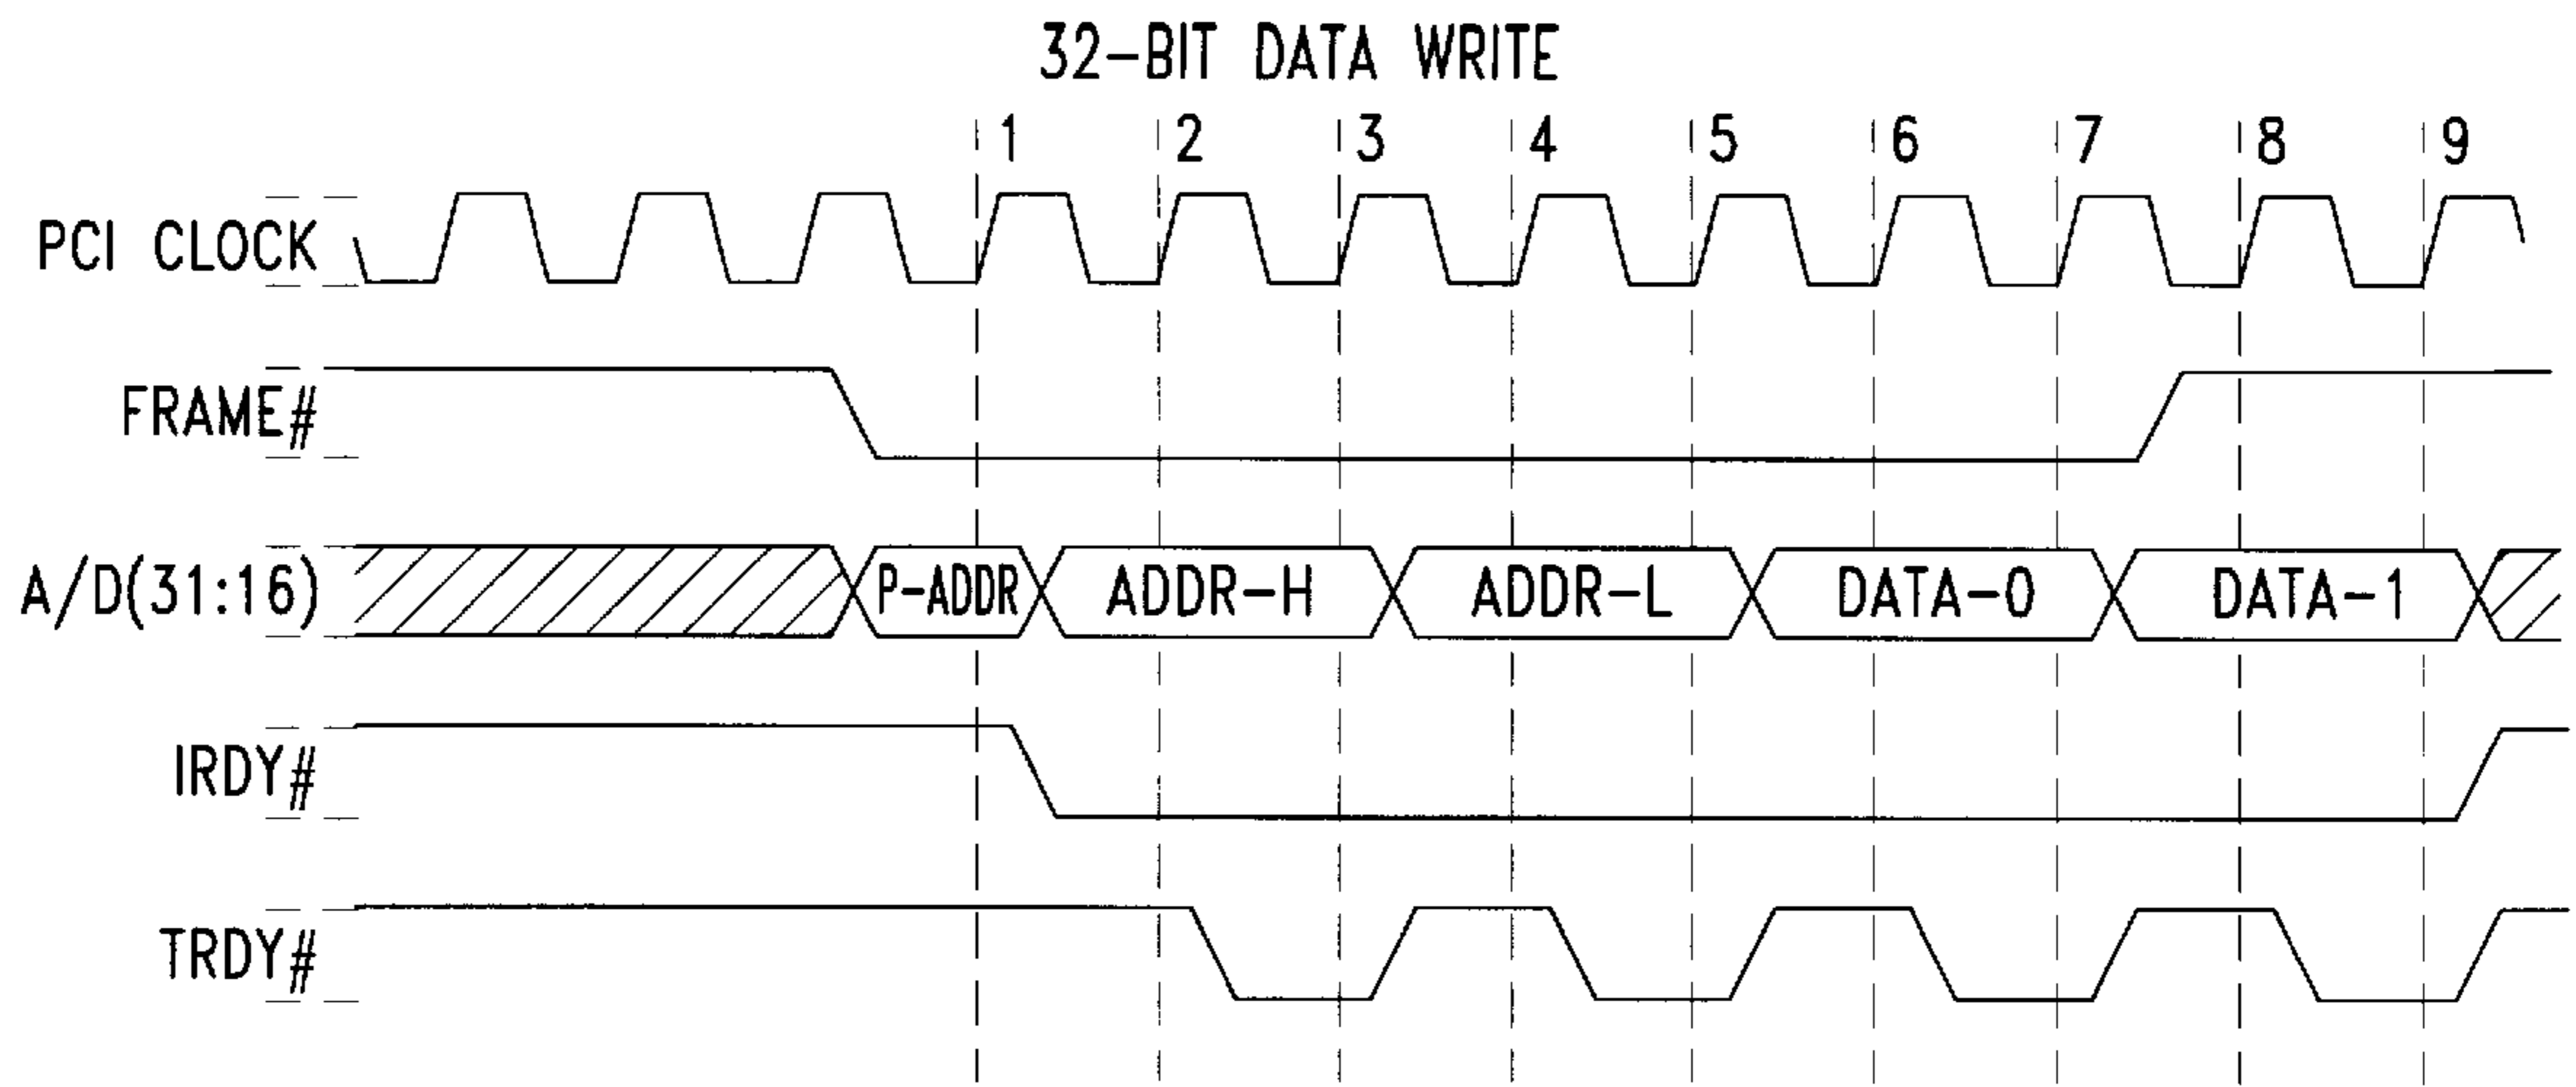 32-BIT DATA WRITE
1 2 3 4 5 6 7 8 9
PCI CLOCK
FRAME#
A/D(31:16) P-ADDR ADDR-H ADDR-L DATA-0 DATA-1
IRDY#
TRDY#